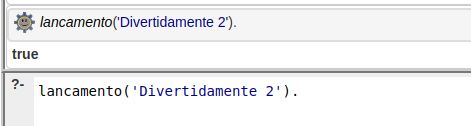 lancamento('Divertidamente 2').
true
?- lancamento('Divertidamente 2').